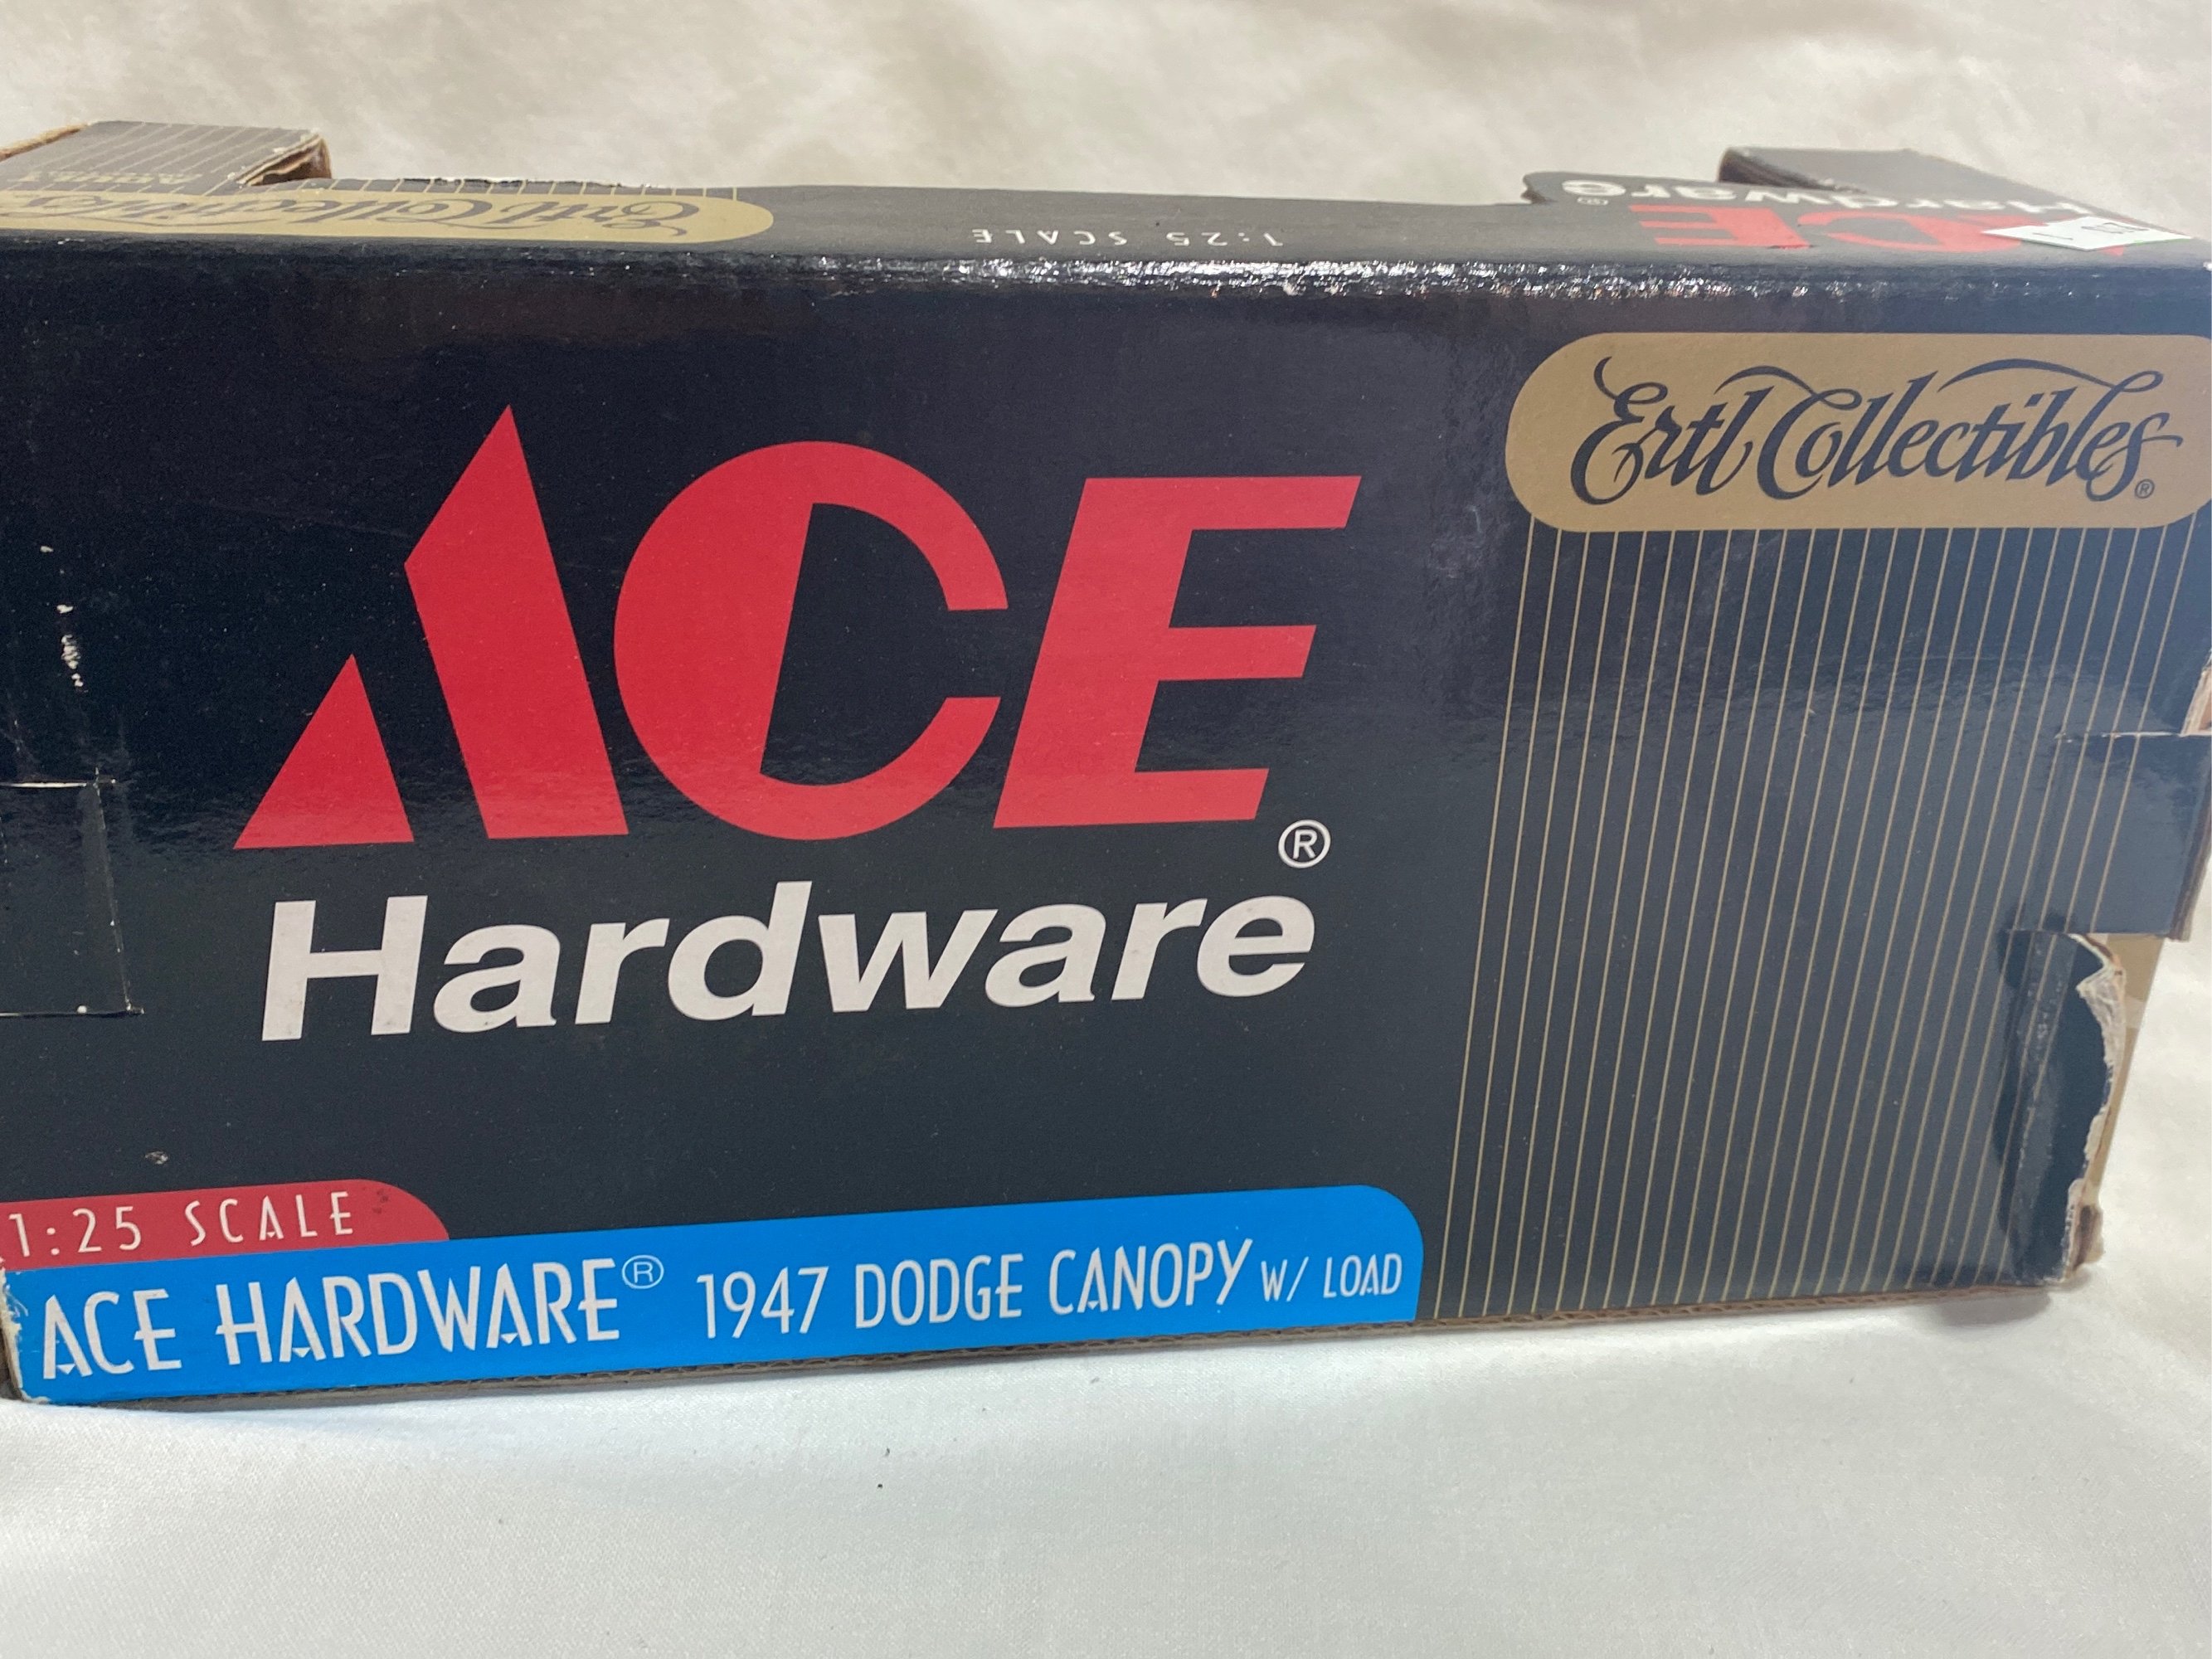 Ertl Collectibles
1:25 SCALE
ACE
Hardware®
Ertl Collectibles®
ACE
®
Hardware
1:25 SCALE
ACE HARDWARE® 1947 DODGE CANOPY W/ LOAD